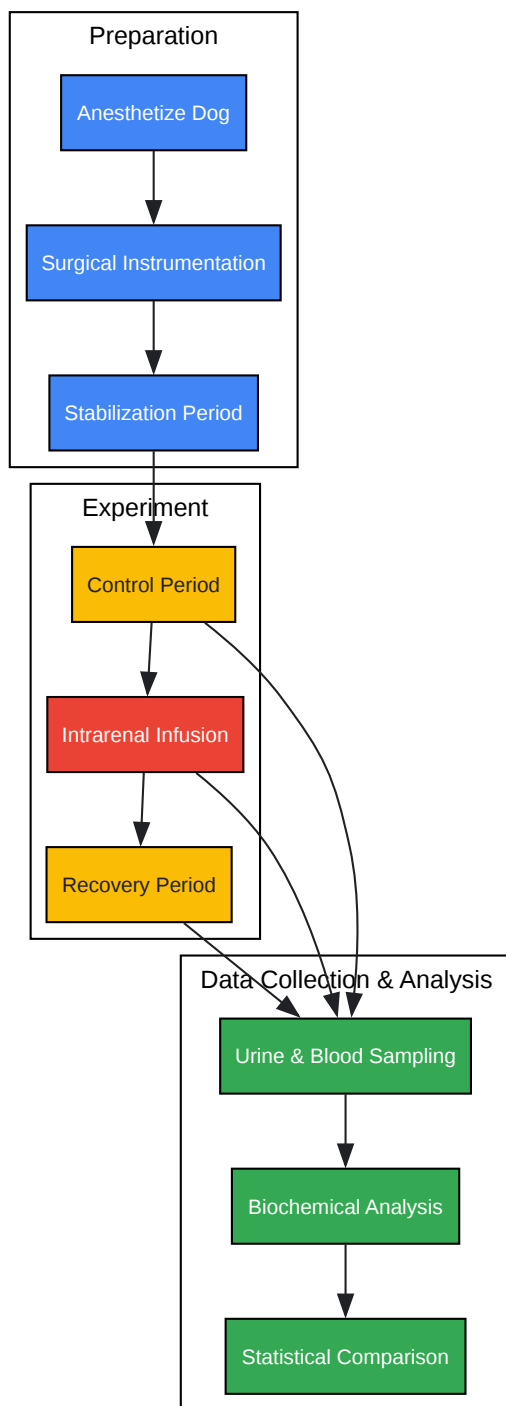 Preparation
Anesthetize Dog
Surgical Instrumentation
Stabilization Period
Experiment
Control Period
Intrarenal Infusion
Recovery Period
Data Collection & Analysis
Urine & Blood Sampling
Biochemical Analysis
Statistical Comparison